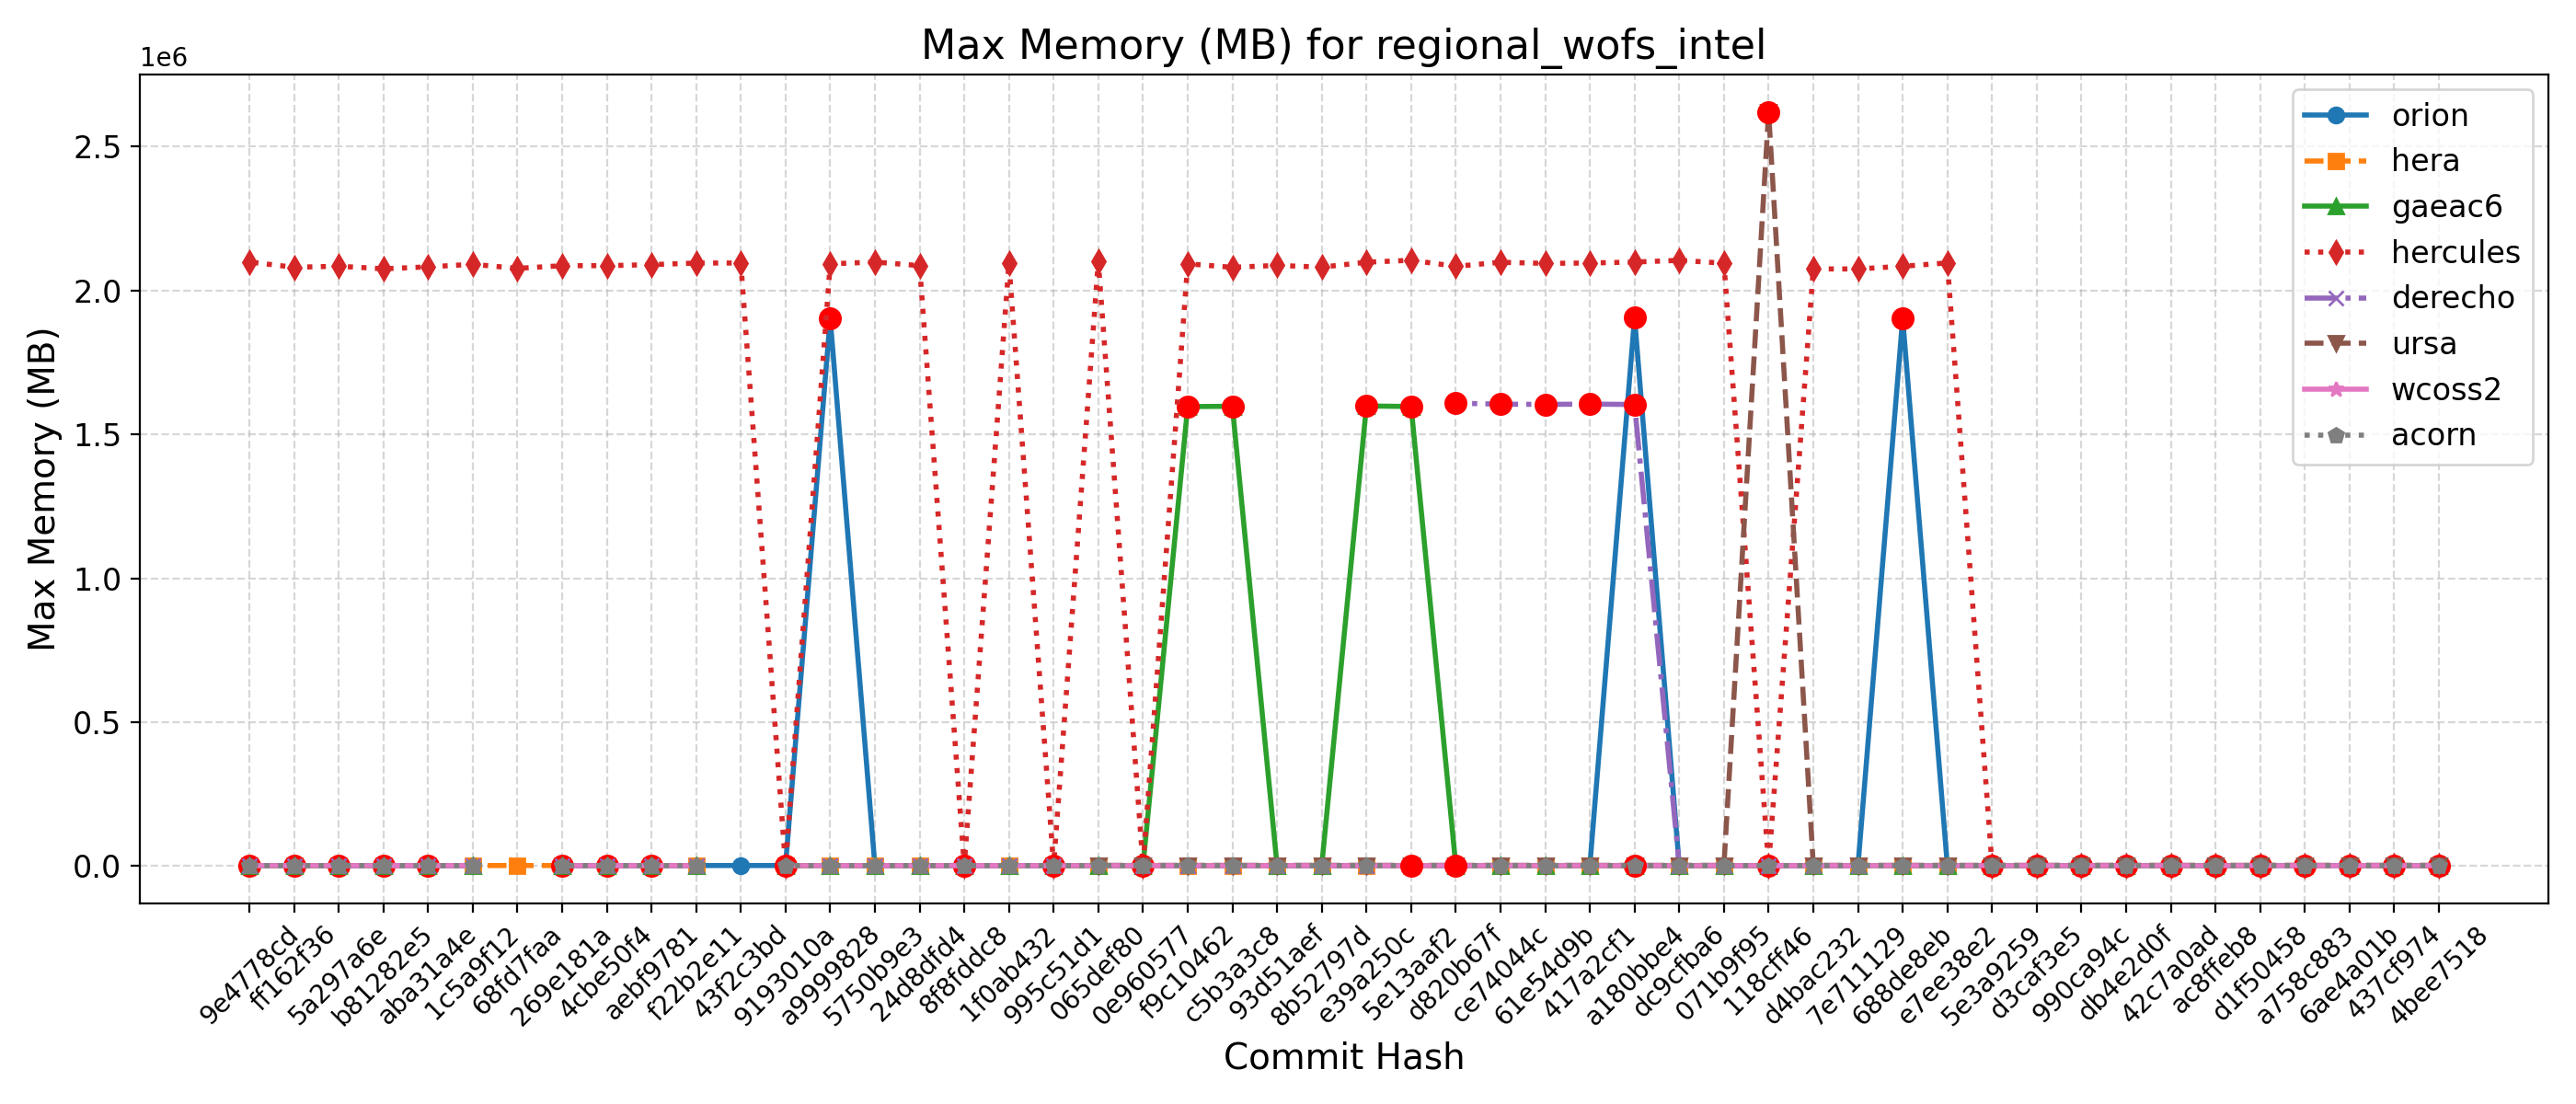 Max Memory (MB) for regional_wofs_intel
1e6
2.5
2.0
1.5
1.0
0.5
0.0
Max Memory (MB)
orion
hera
gaeac6
hercules
derecho
ursa
wcoss2
acorn
9e4778cd
ff162f36
5a297a6e
b81282e5
aba31a4e
1c5a9f12
68fd7faa
269e181a
4cbe50f4
aebf9781
f22b2e11
43f2c3bd
9193010a
a9999828
5750b9e3
24d8dfd4
8f8fddc8
1f0ab432
995c51d1
065def80
0e960577
f9c10462
c5b3a3c8
93d51aef
8b52797d
e39a250c
5e13aaf2
d820b67f
ce74044c
61e54d9b
417a2cf1
a180bbe4
dc9cfba6
071b9f95
118cff46
d4bac232
7e711129
688de8eb
e7ee38e2
5e3a9259
d3caf3e5
990ca94c
db4e2d0f
42c7a0ad
ac8ffeb8
d1f50458
a758c883
6ae4a01b
437cf974
4bee7518
Commit Hash